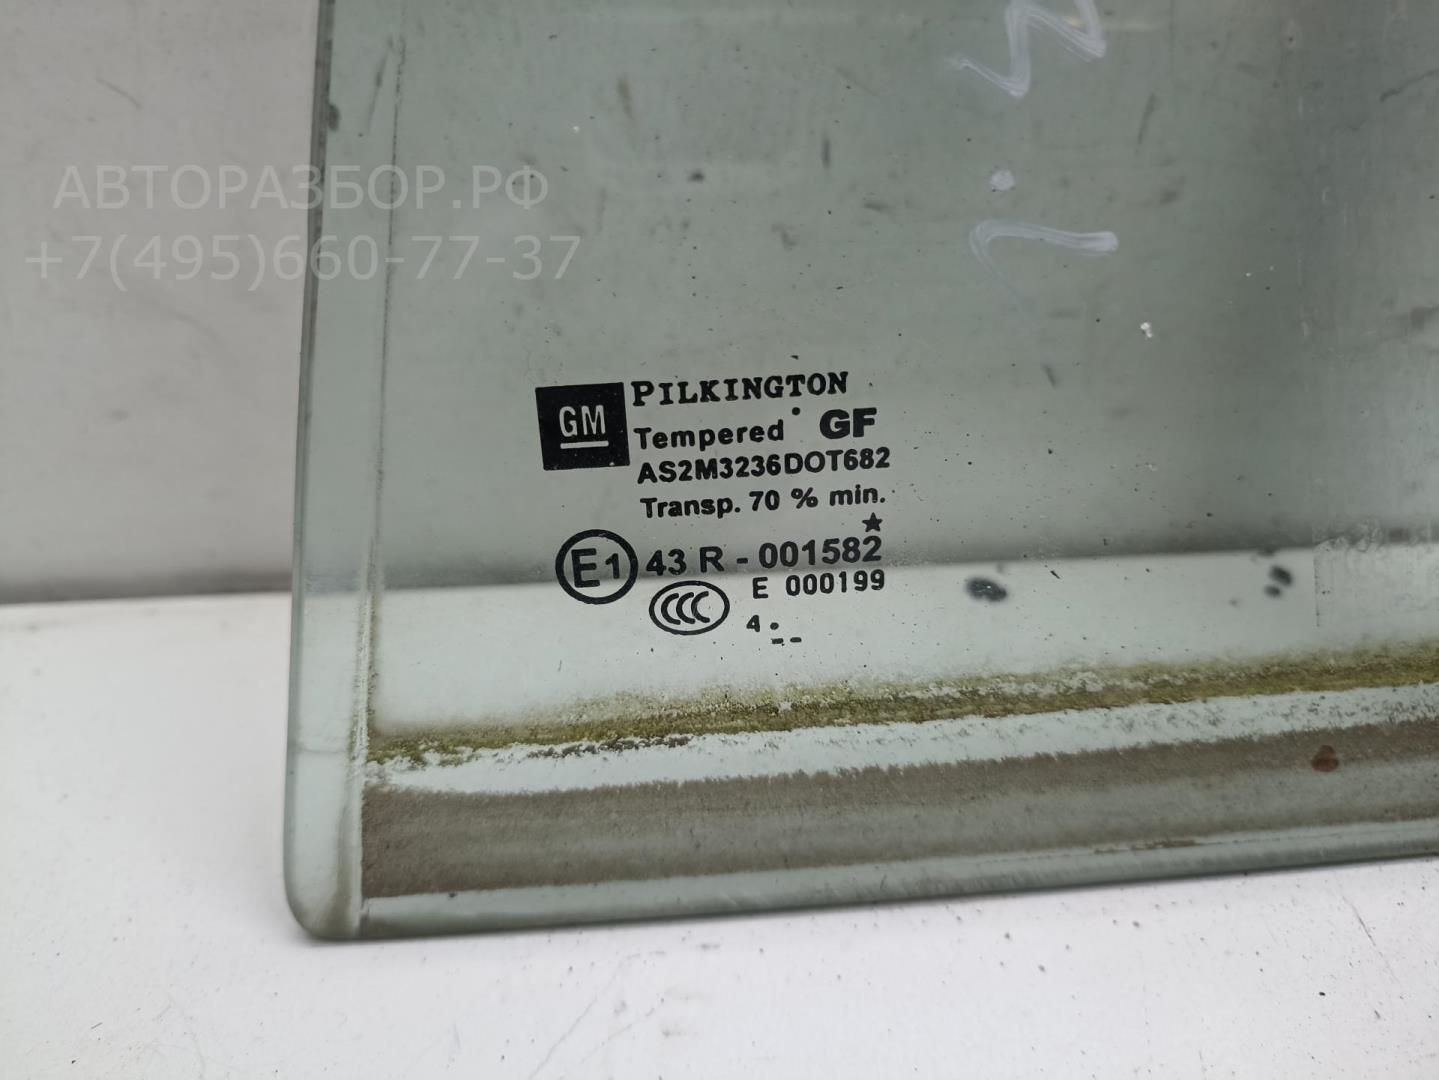 АВТОРАЗБОР.РФ
+7(495)660-77-37
GM
PILKINGTON
Tempered GF
AS2M3236DOT682
Transp. 70 % min.
E1 43 R - 001582
CCC E 000199
4